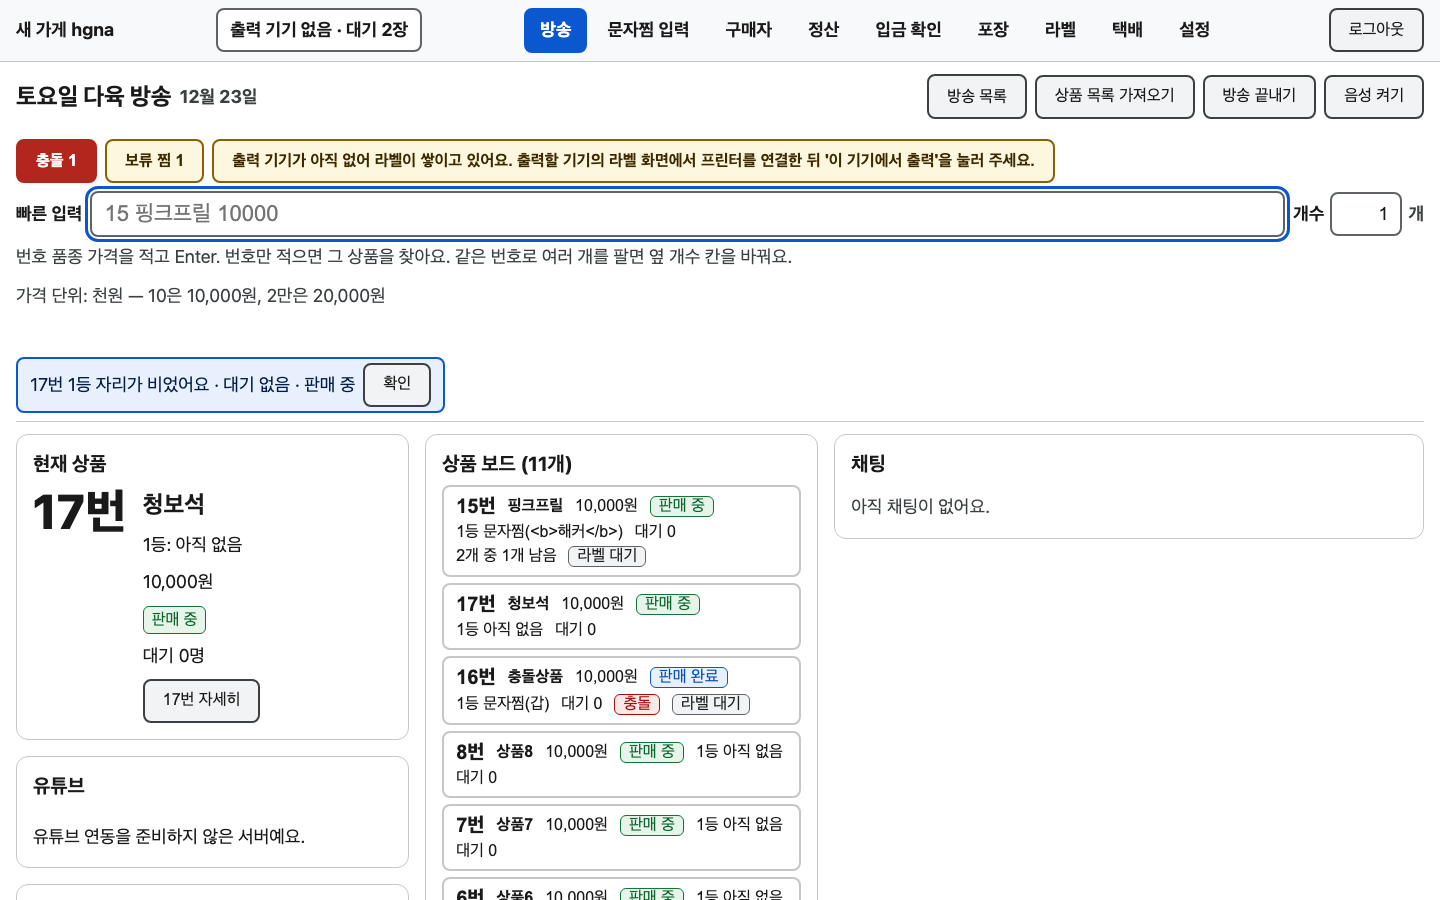 새 가게 hgna
출력 기기 없음 · 대기 2장
방송
문자찜 입력
구매자
정산
입금 확인
포장
라벨
택배
설정
로그아웃
토요일 다육 방송 12월 23일
방송 목록
상품 목록 가져오기
방송 끝내기
음성 켜기
충돌 1
보류 찜 1
출력 기기가 아직 없어 라벨이 쌓이고 있어요. 출력할 기기의 라벨 화면에서 프린터를 연결한 뒤 '이 기기에서 출력'을 눌러 주세요.
빠른 입력
15 핑크프릴 10000
개수
1
개
번호 품종 가격을 적고 Enter. 번호만 적으면 그 상품을 찾아요. 같은 번호로 여러 개를 팔면 옆 개수 칸을 바꿔요.
가격 단위: 천원 — 10은 10,000원, 2만은 20,000원
17번 1등 자리가 비었어요 · 대기 없음 · 판매 중
확인
현재 상품
17번
청보석
1등: 아직 없음
10,000원
판매 중
대기 0명
17번 자세히
유튜브
유튜브 연동을 준비하지 않은 서버예요.
상품 보드 (11개)
15번 핑크프릴 10,000원 판매 중
1등 문자찜(<b>해커</b>) 대기 0
2개 중 1개 남음 라벨 대기
17번 청보석 10,000원 판매 중
1등 아직 없음 대기 0
16번 충돌상품 10,000원 판매 완료
1등 문자찜(갑) 대기 0 충돌 라벨 대기
8번 상품8 10,000원 판매 중 1등 아직 없음
대기 0
7번 상품7 10,000원 판매 중 1등 아직 없음
대기 0
6번 상품6 10,000원 판매 중 1등 아직 없음
채팅
아직 채팅이 없어요.